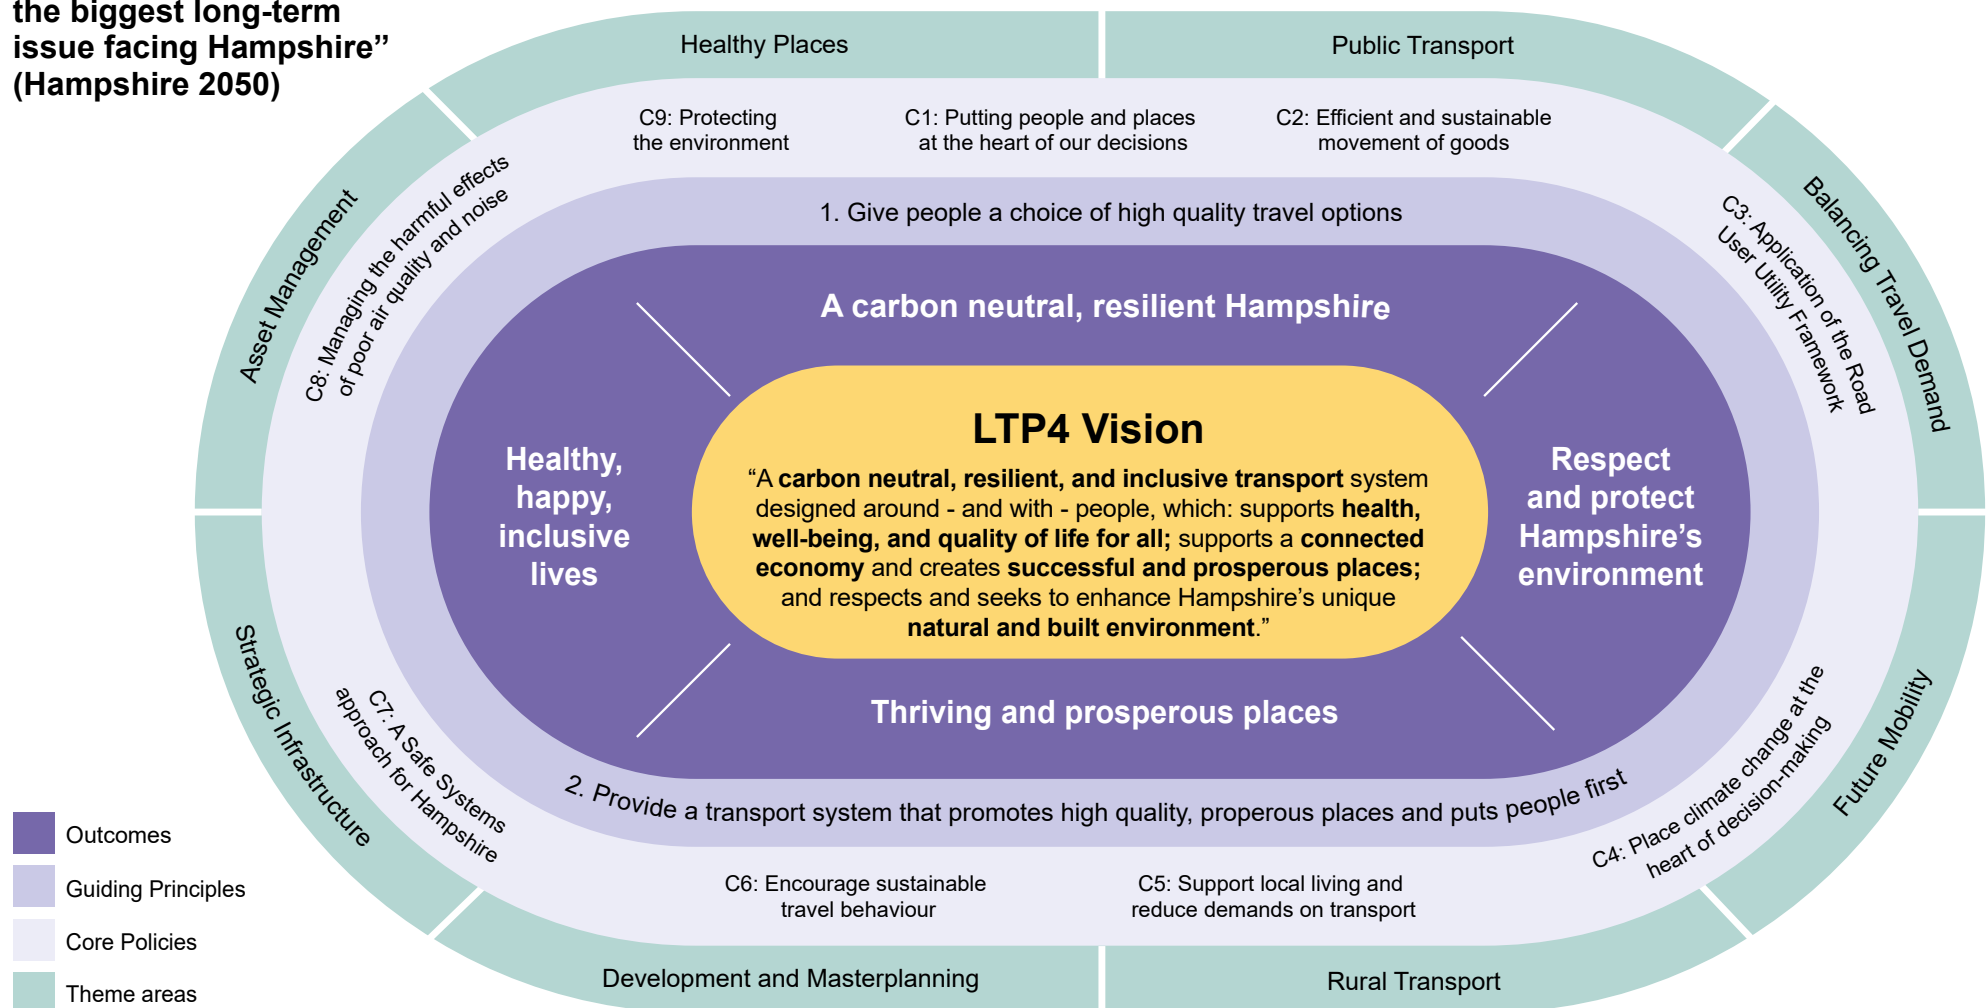 the biggest long-term
issue facing Hampshire”
(Hampshire 2050)
Healthy Places
Public Transport
Balancing Travel Demand
Future Mobility
Rural Transport
Development and Masterplanning
Strategic Infrastructure
Asset Management
C9: Protecting
the environment
C1: Putting people and places
at the heart of our decisions
C2: Efficient and sustainable
movement of goods
C3: Application of the Road
User Utility Framework
C4: Place climate change at the
heart of decision-making
C5: Support local living and
reduce demands on transport
C6: Encourage sustainable
travel behaviour
C7: A Safe Systems
approach for Hampshire
C8: Managing the harmful effects
of poor air quality and noise
1. Give people a choice of high quality travel options
A carbon neutral, resilient Hampshire
Healthy,
happy,
inclusive
lives
LTP4 Vision
“A carbon neutral, resilient, and inclusive transport system
designed around - and with - people, which: supports health,
well-being, and quality of life for all; supports a connected
economy and creates successful and prosperous places;
and respects and seeks to enhance Hampshire’s unique
natural and built environment.”
Respect
and protect
Hampshire’s
environment
Thriving and prosperous places
2. Provide a transport system that promotes high quality, properous places and puts people first
Outcomes
Guiding Principles
Core Policies
Theme areas